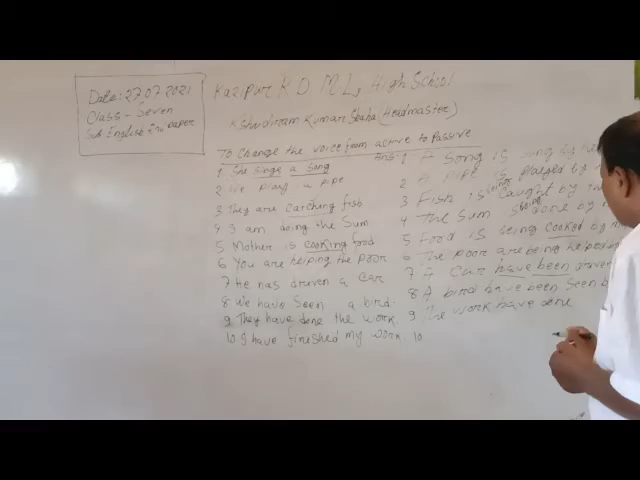 Date: 27.07.2021
Class - Seven
Sub English 2nd paper
Kazipur R D M L, High School
Kshudiram Kumar Shaha (Headmaster)
To Change the voice from active to Passive
1 She sings a song
2 We play a pipe
3 They are carching fish
4 I am doing the Sum
5 Mother is cooking food
6 You are helping the poor
7 He has dreven a car
8 We have seen a bird.
9 They have done the work.
10 I have finished my work.
Ans: 1 A Song is sung by
2 A Pipe is played by
3 Fish is being caught by
4 The Sum is being done by
5 Food is being cooked by
6 The poor are being helped
7 A Car have been dreven
8 A bird have been seen
9 The work have done
10